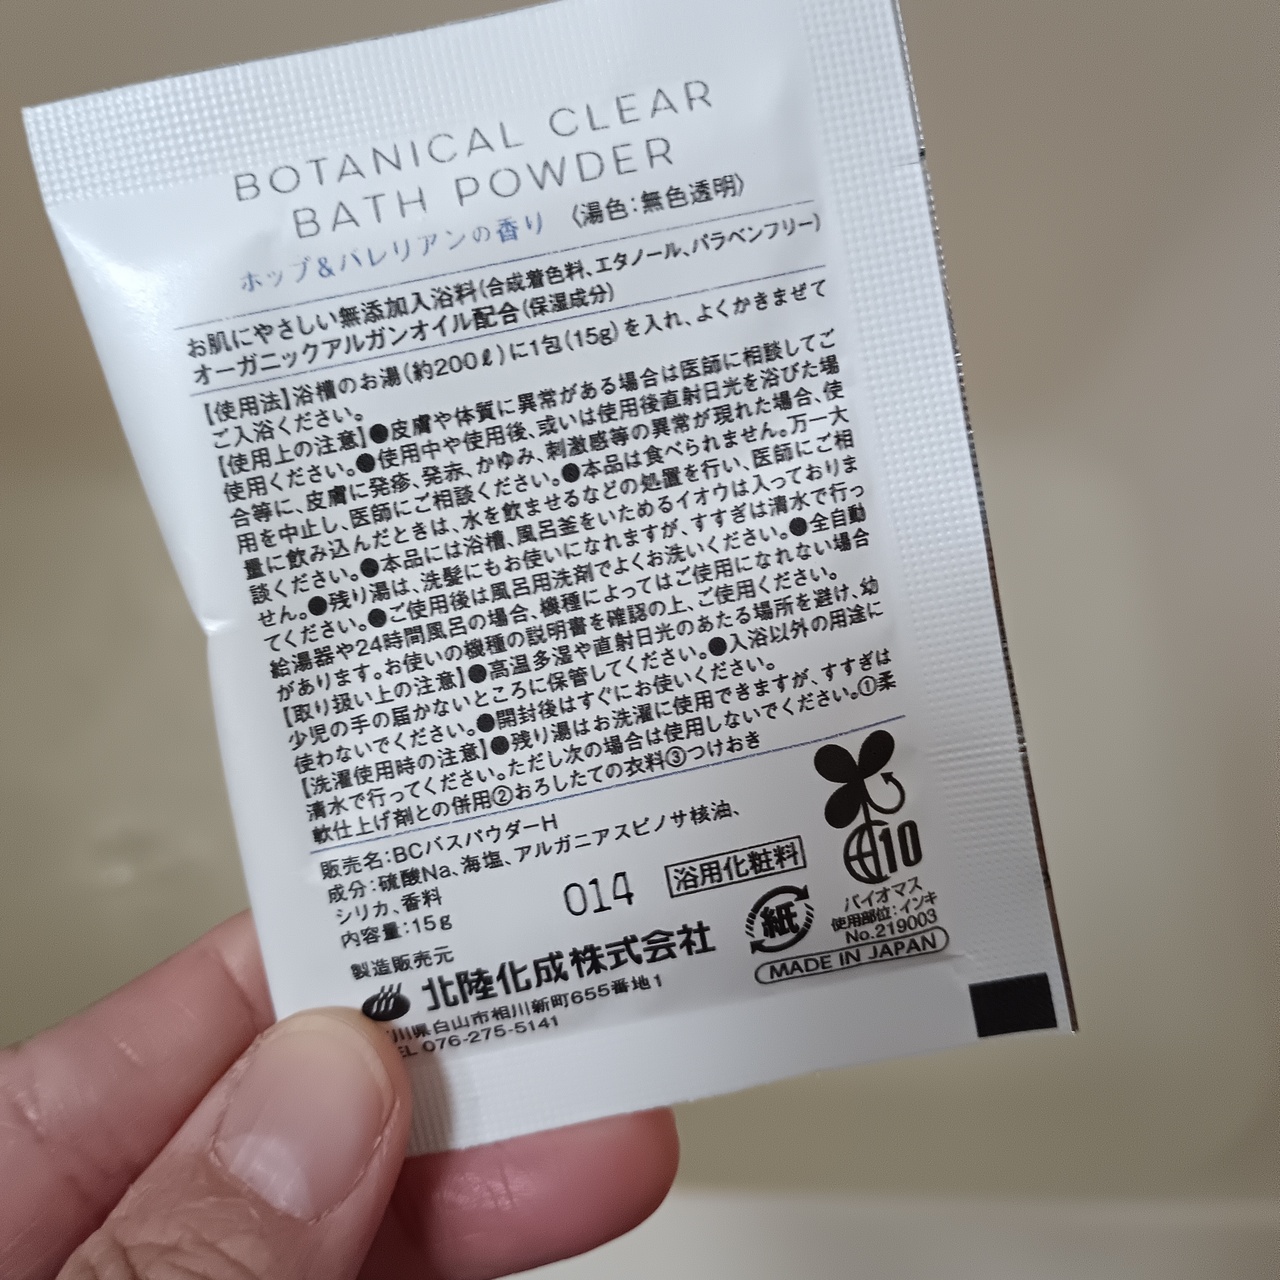 BOTANICAL CLEAR
BATH POWDER
ホップ&バレリアンの香り 〈湯色:無色透明〉
お肌にやさしい無添加入浴料(合成着色料、エタノール、パラベンフリー)
オーガニックアルガンオイル配合(保湿成分)
【使用法】浴槽のお湯(約200ℓ)に1包(15g)を入れ、よくかきまぜて
ご入浴ください。
【使用上の注意】●皮膚や体質に異常がある場合は医師に相談してご
使用ください。●使用中や使用後、或いは使用後直射日光を浴びた場
合等に、皮膚に発疹、発赤、かゆみ、刺激感等の異常が現れた場合、使
用を中止し、医師にご相談ください。●本品は食べられません。万一大
量に飲み込んだときは、水を飲ませるなどの処置を行い、医師にご相
談ください。●本品には浴槽、風呂釜をいためるイオウは入っておりま
せん。●残り湯は、洗髪にもお使いになれますが、すすぎは清水で行っ
てください。●ご使用後は風呂用洗剤でよくお洗いください。●全自動
給湯器や24時間風呂の場合、機種によってはご使用になれない場合
があります。お使いの機種の説明書を確認の上、ご使用ください。
【取り扱い上の注意】●高温多湿や直射日光のあたる場所を避け、幼
少児の手の届かないところに保管してください。●入浴以外の用途に
使わないでください。●開封後はすぐにお使いください。
【洗濯使用時の注意】●残り湯はお洗濯に使用できますが、すすぎは
清水で行ってください。ただし次の場合は使用しないでください。①柔
軟仕上げ剤との併用②おろしたての衣料③つけおき
販売名:BCバスパウダーH
成分:硫酸Na、海塩、アルガニアスピノサ核油、
シリカ、香料
内容量:15g
014
浴用化粧料
製造販売元
北陸化成株式会社
川県白山市相川新町655番地1
EL 076-275-5141
紙
10
バイオマス
使用部位:インキ
No.219003
MADE IN JAPAN